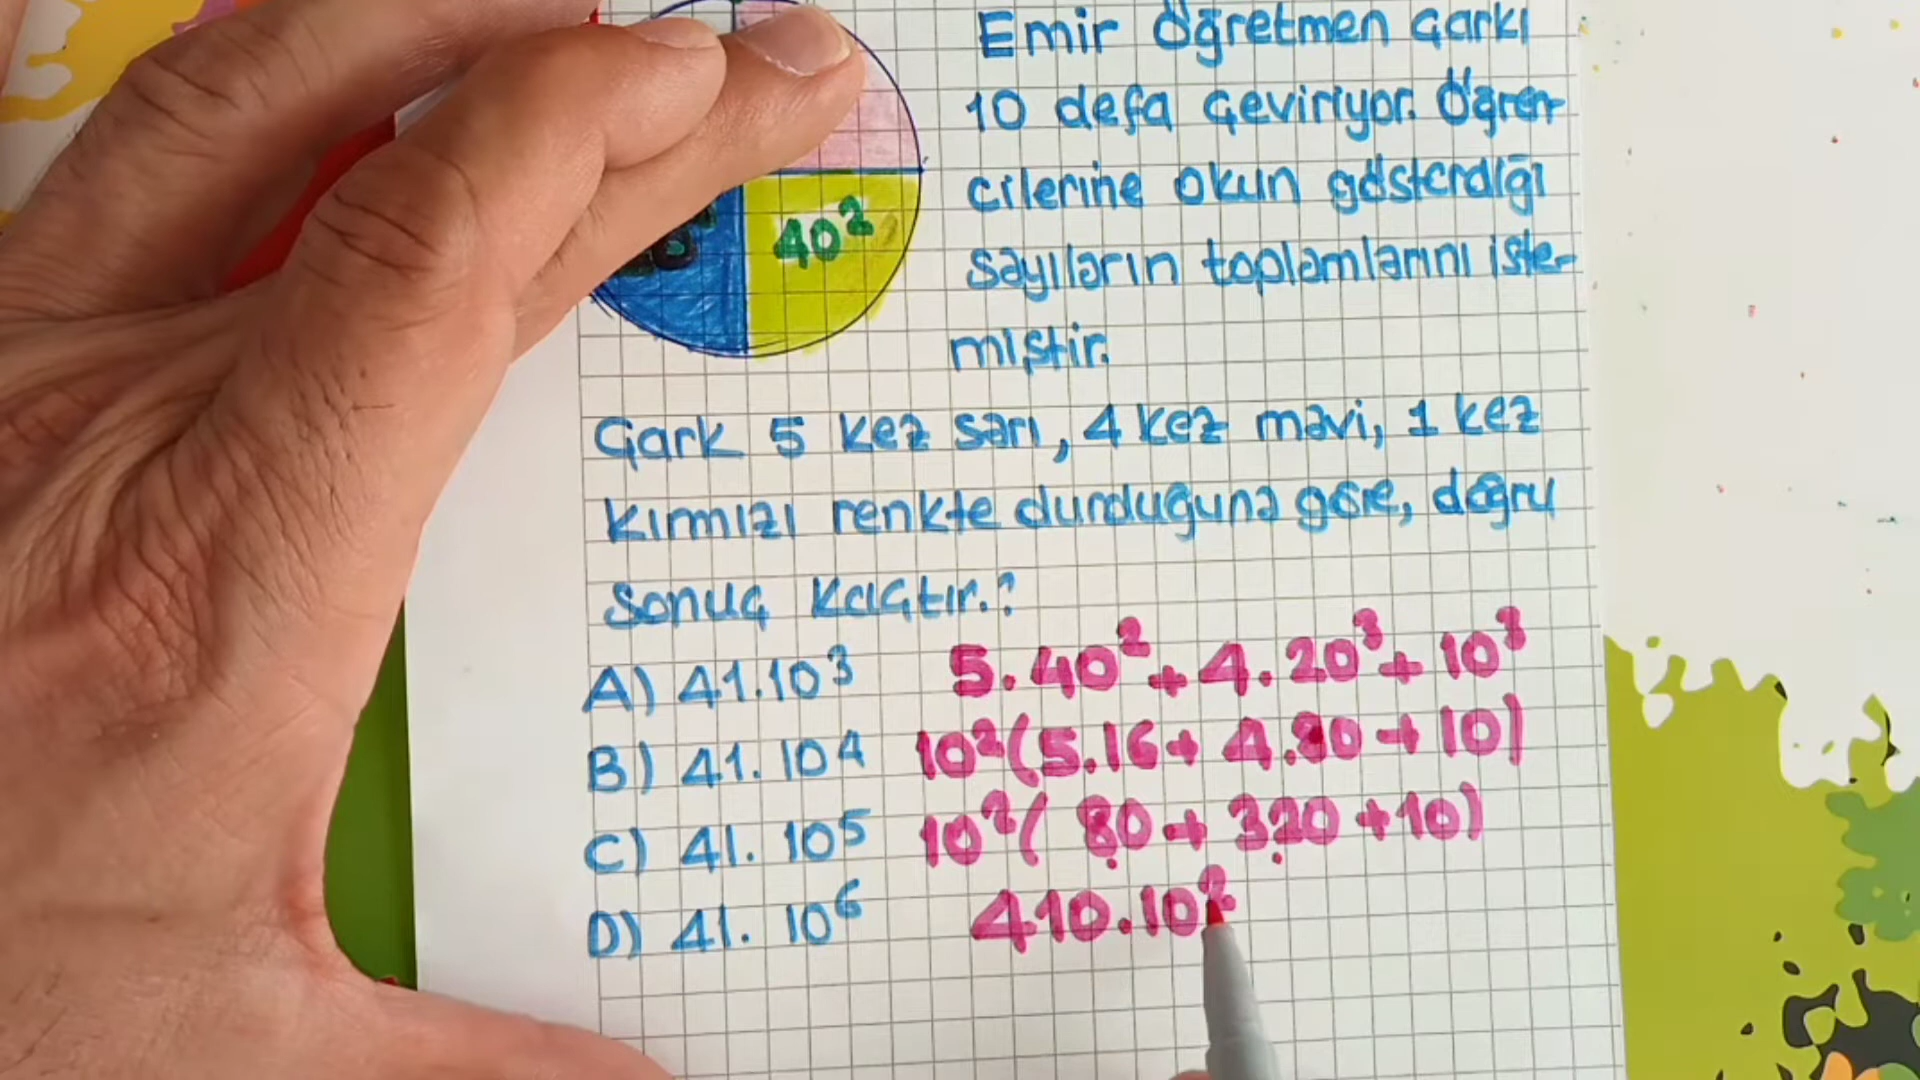 Emir Öğretmen çarkı
10 defa çeviriyor. Öğren-
cilerine okun gösterdiği
40²
sayıların toplamlarını iste-
miştir.
Çark 5 kez sarı, 4 kez mavi, 1 kez
kırmızı renkte durduğuna göre, doğru
sonuç kaçtır.?
5.40²+4.20³+10³
A) 41.10³
10²(5.16+4.80+10)
B) 41.10⁴
10²(80+320+10)
C) 41.10⁵
410.10²
D) 41.10⁶